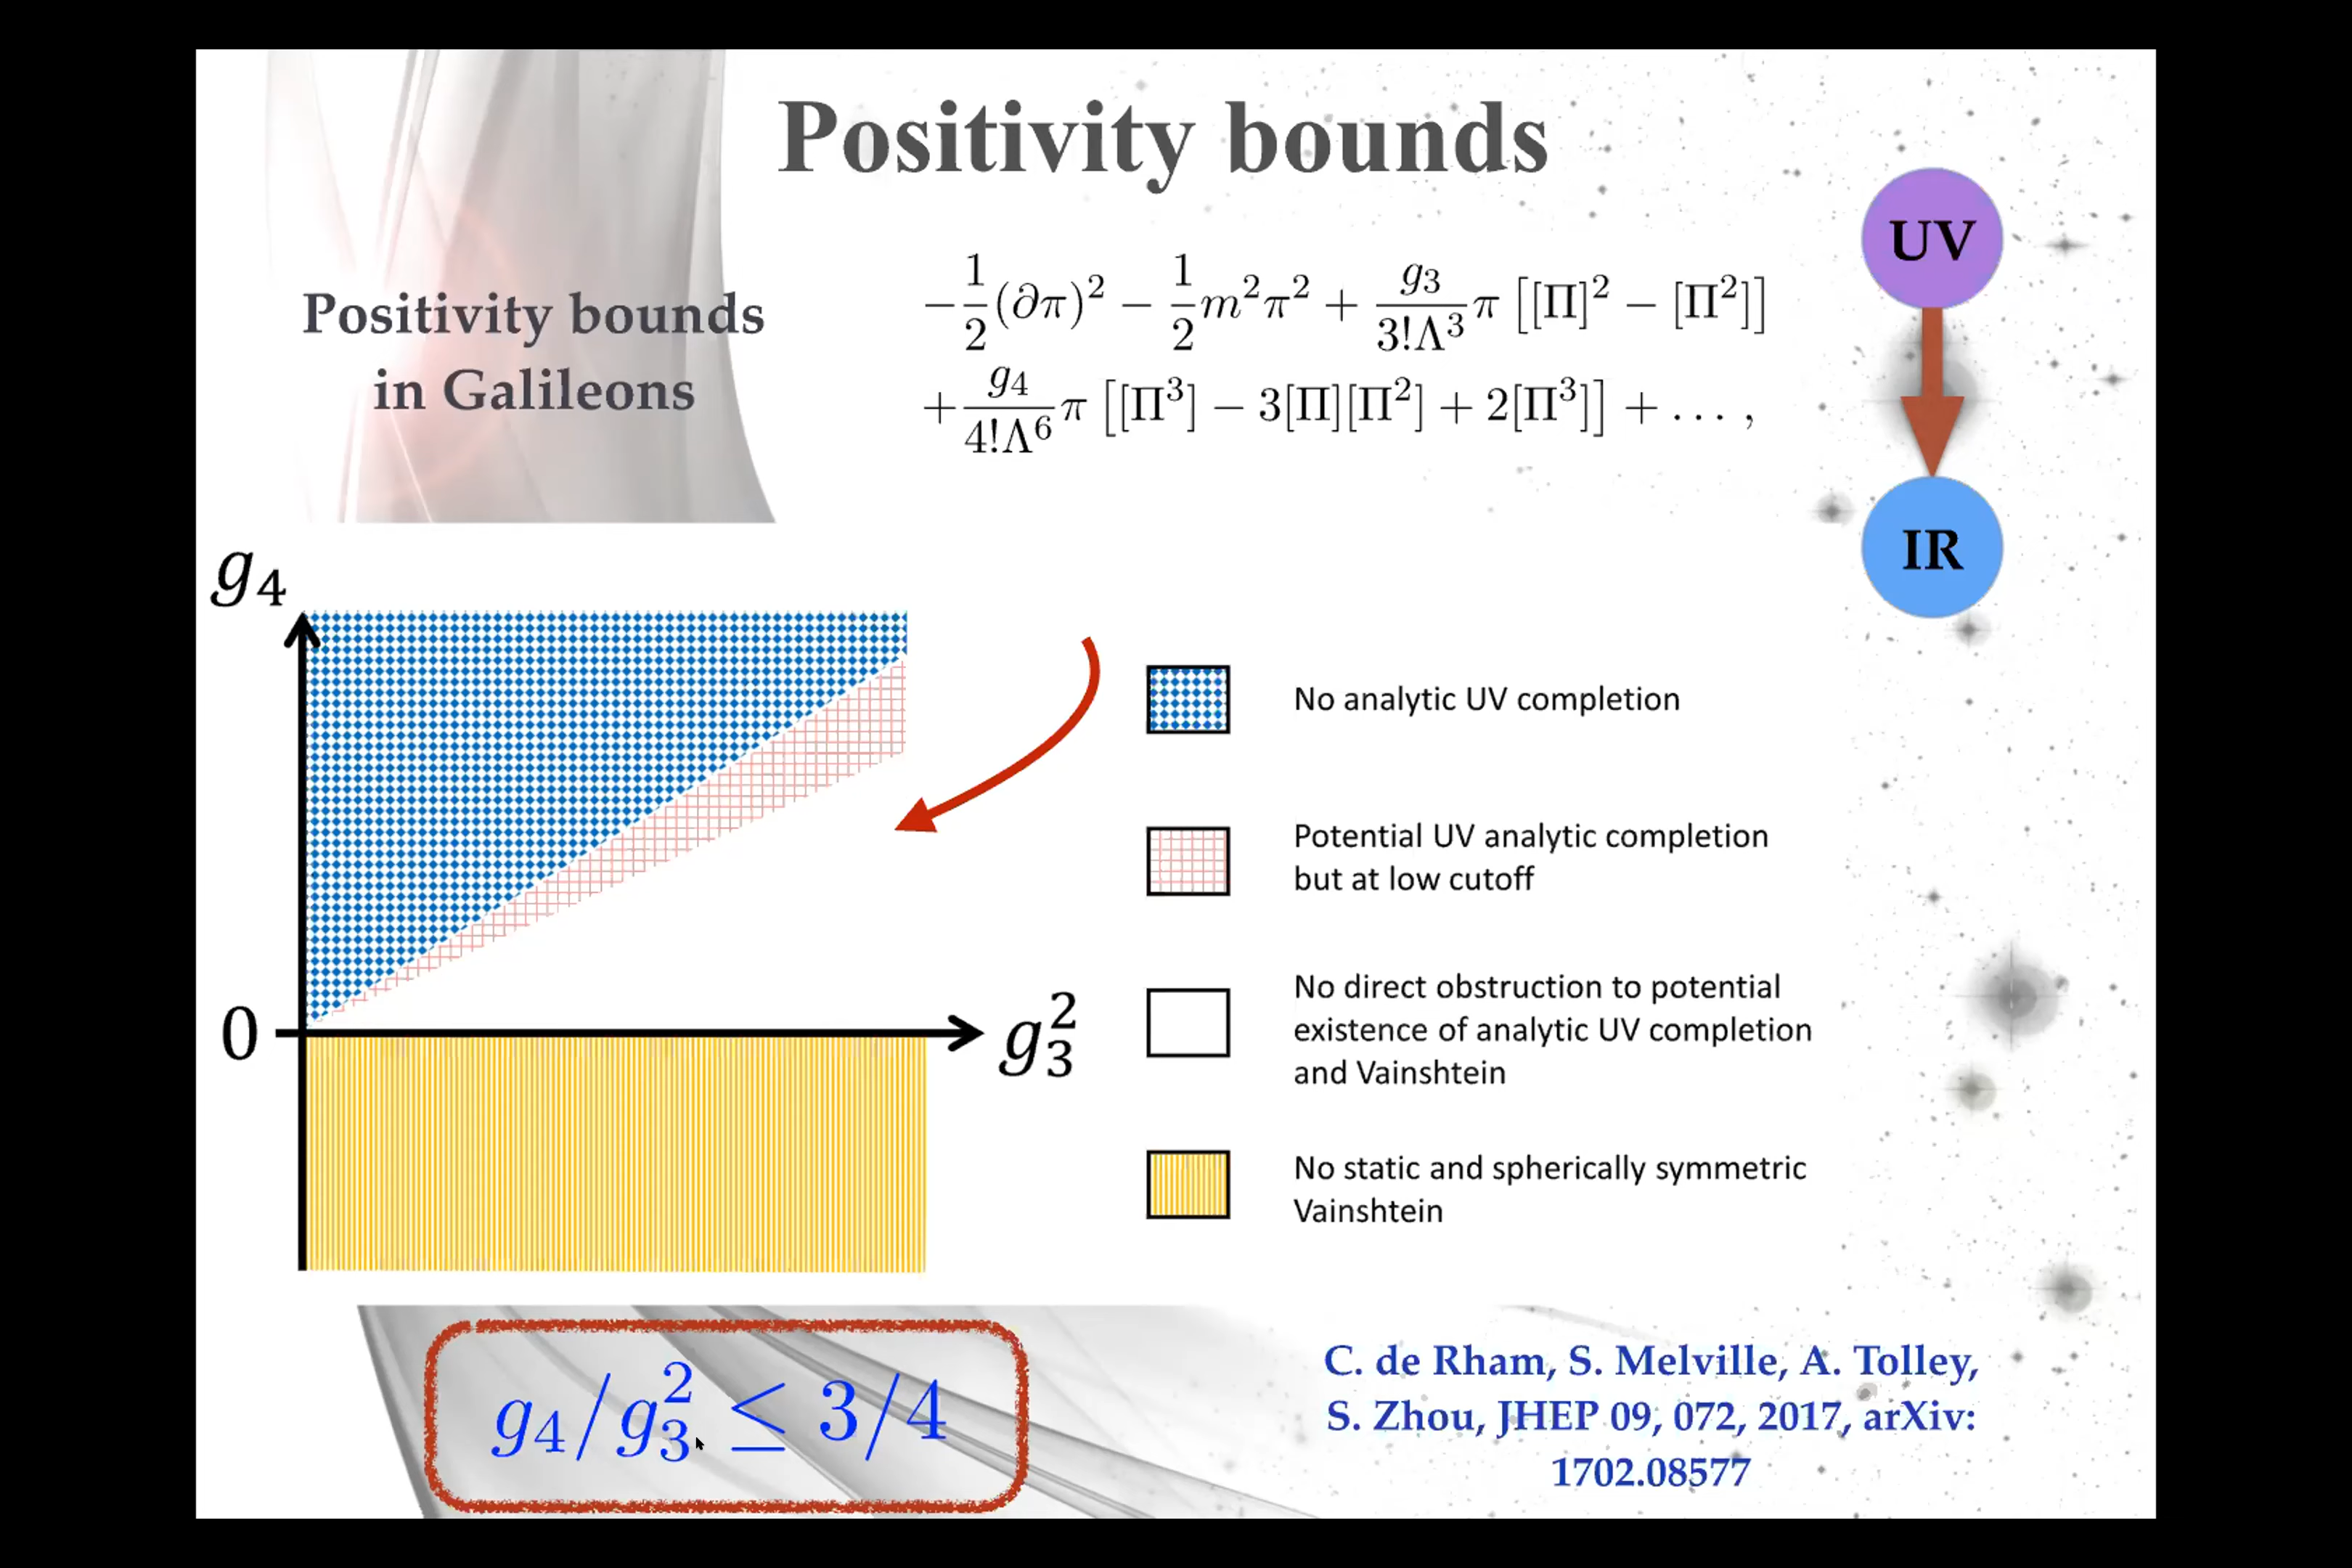 Positivity bounds
Positivity bounds
in Galileons
$-\frac{1}{2}(\partial\pi)^2 - \frac{1}{2}m^2\pi^2 + \frac{g_3}{3!\Lambda^3}\pi\left[[\Pi]^2 - [\Pi^2]\right]$
$+\frac{g_4}{4!\Lambda^6}\pi\left[[\Pi^3] - 3[\Pi][\Pi^2] + 2[\Pi^3]\right] + \ldots,$
UV
IR
$g_4$
0
$g_3^2$
No analytic UV completion
Potential UV analytic completion
but at low cutoff
No direct obstruction to potential
existence of analytic UV completion
and Vainshtein
No static and spherically symmetric
Vainshtein
$g_4/g_3^2 \leq 3/4$
C. de Rham, S. Melville, A. Tolley,
S. Zhou, JHEP 09, 072, 2017, arXiv:
1702.08577